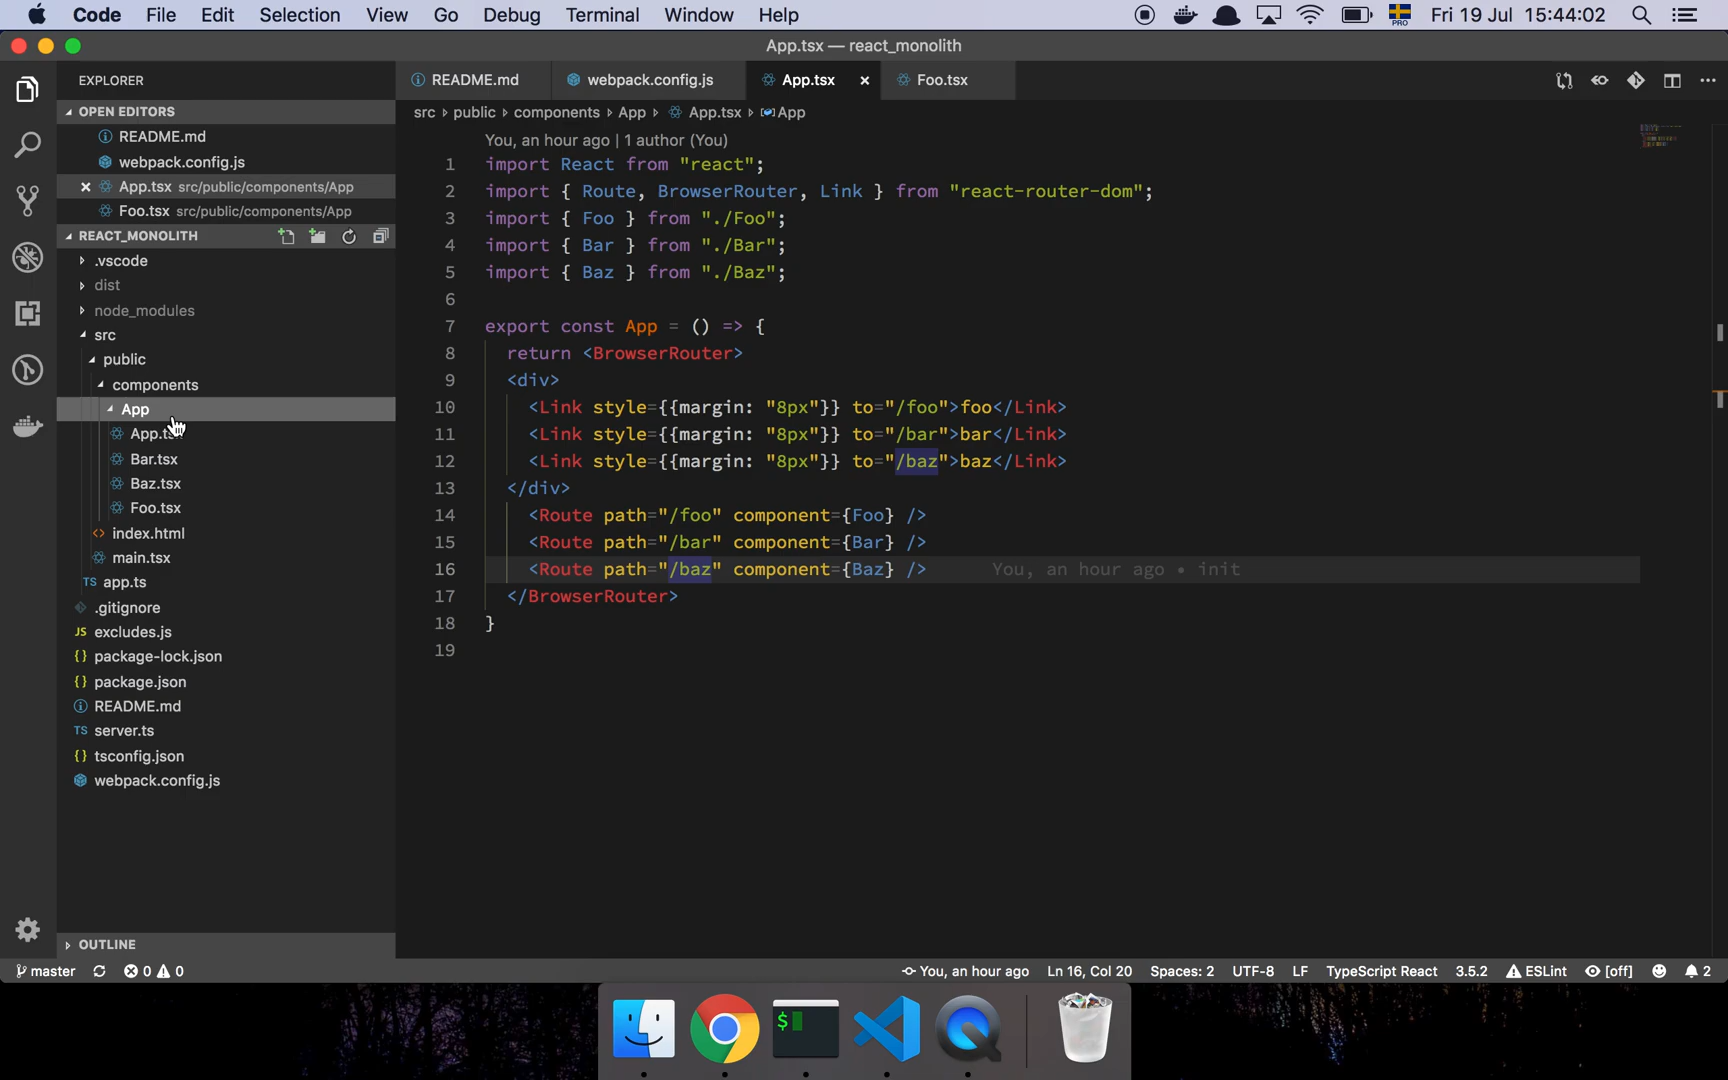 Code File Edit Selection View Go Debug Terminal Window Help PRO Fri 19 Jul 15:44:02
App.tsx — react_monolith
EXPLORER
OPEN EDITORS
README.md
webpack.config.js
App.tsx src/public/components/App
Foo.tsx src/public/components/App
REACT_MONOLITH
.vscode
dist
node_modules
src
public
components
App
App.ts
Bar.tsx
Baz.tsx
Foo.tsx
index.html
main.tsx
TS app.ts
.gitignore
JS excludes.js
{} package-lock.json
{} package.json
README.md
TS server.ts
{} tsconfig.json
webpack.config.js
OUTLINE
README.md webpack.config.js App.tsx Foo.tsx
src public components App App.tsx App
You, an hour ago | 1 author (You)
1 import React from "react";
2 import { Route, BrowserRouter, Link } from "react-router-dom";
3 import { Foo } from "./Foo";
4 import { Bar } from "./Bar";
5 import { Baz } from "./Baz";
6
7 export const App = () => {
8 return <BrowserRouter>
9 <div>
10 <Link style={{margin: "8px"}} to="/foo">foo</Link>
11 <Link style={{margin: "8px"}} to="/bar">bar</Link>
12 <Link style={{margin: "8px"}} to="/baz">baz</Link>
13 </div>
14 <Route path="/foo" component={Foo} />
15 <Route path="/bar" component={Bar} />
16 <Route path="/baz" component={Baz} /> You, an hour ago • init
17 </BrowserRouter>
18 }
19
master 0 0 You, an hour ago Ln 16, Col 20 Spaces: 2 UTF-8 LF TypeScript React 3.5.2 ESLint [off] 2
$